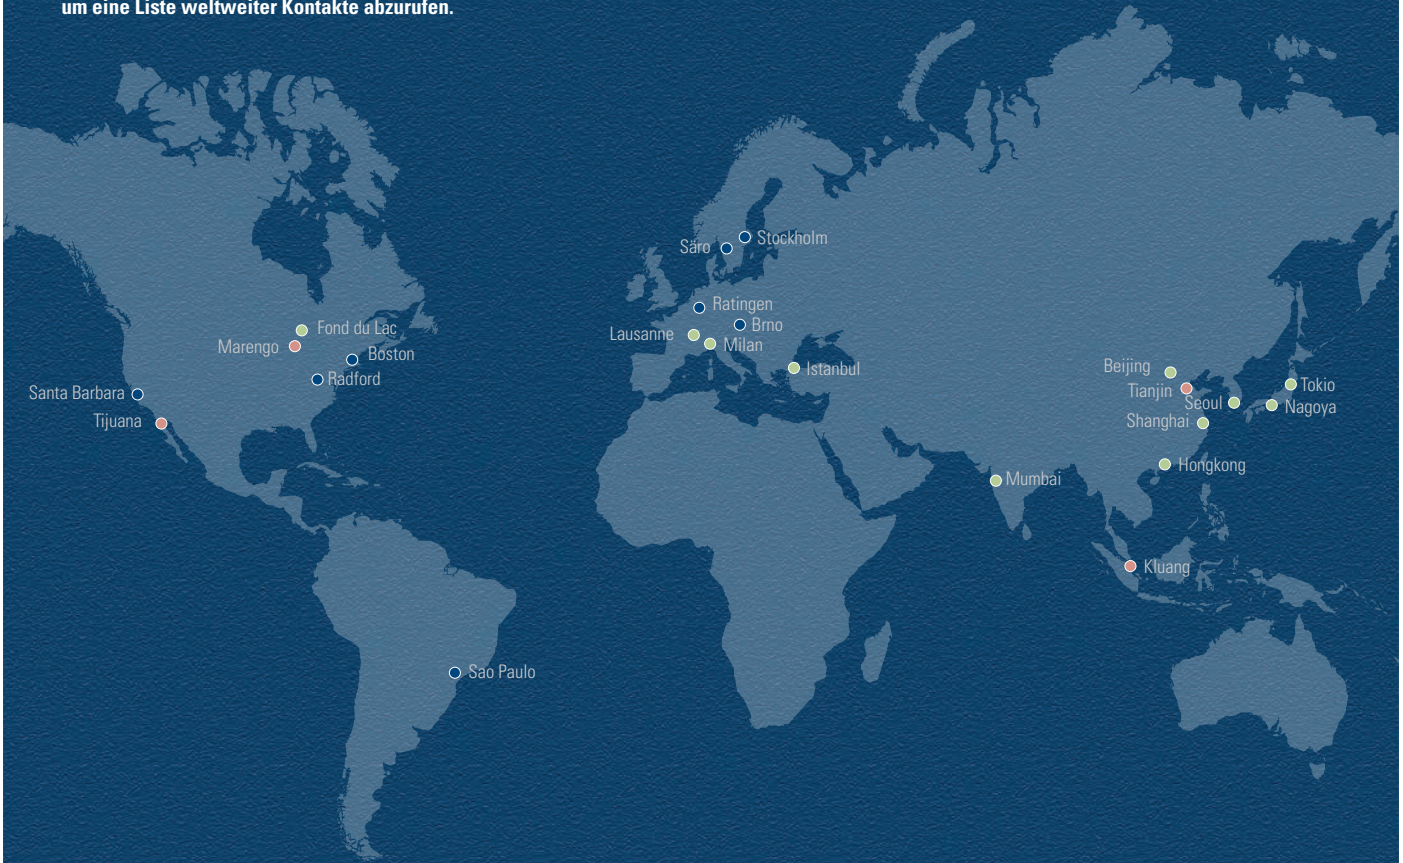 um eine Liste weltweiter Kontakte abzurufen.
Stockholm
Säro
Ratingen
Brno
Lausanne
Milan
Istanbul
Fond du Lac
Marengo
Boston
Radford
Santa Barbara
Tijuana
Beijing
Tianjin
Seoul
Tokio
Nagoya
Shanghai
Hongkong
Mumbai
Kluang
Sao Paulo